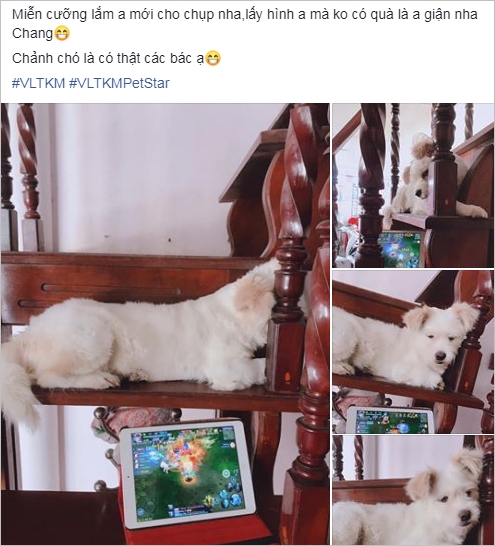 Miễn cưỡng lắm a mới cho chụp nha,lấy hình a mà ko có quà là a giận nha
Chang😁
Chảnh chó là có thật các bác ạ😁
#VLTKM #VLTKMPetStar